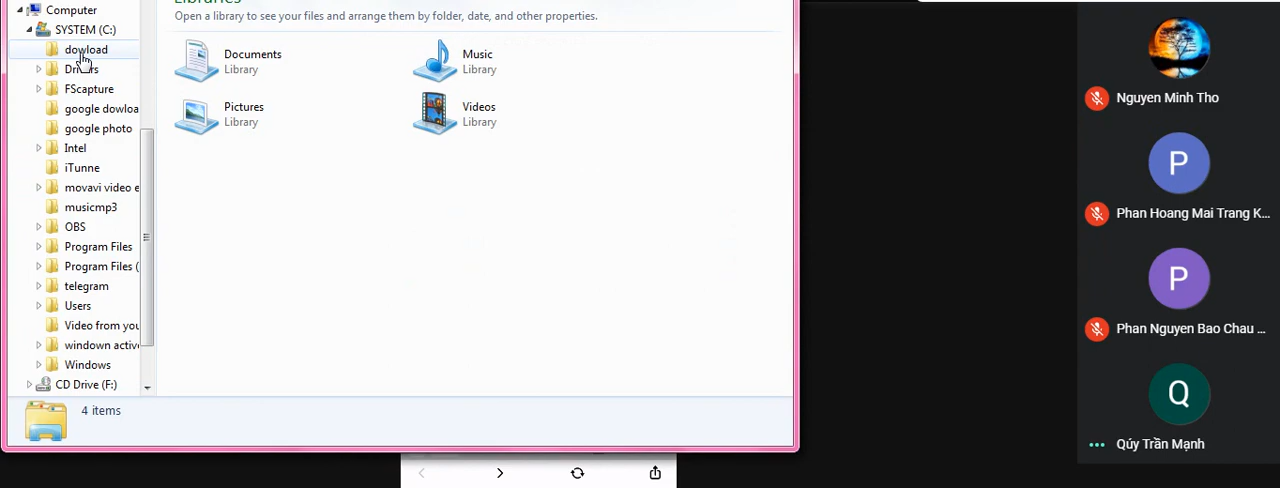 Computer
SYSTEM (C:)
dowload
Drivers
FScapture
google dowloa
google photo
Intel
iTunne
movavi video e
musicmp3
OBS
Program Files
Program Files (
telegram
Users
Video from you
windown active
Windows
CD Drive (F:)
Libraries
Open a library to see your files and arrange them by folder, date, and other properties.
Documents
Library
Music
Library
Pictures
Library
Videos
Library
4 items
Nguyen Minh Tho
P
Phan Hoang Mai Trang K...
P
Phan Nguyen Bao Chau ...
Q
Qúy Trần Mạnh